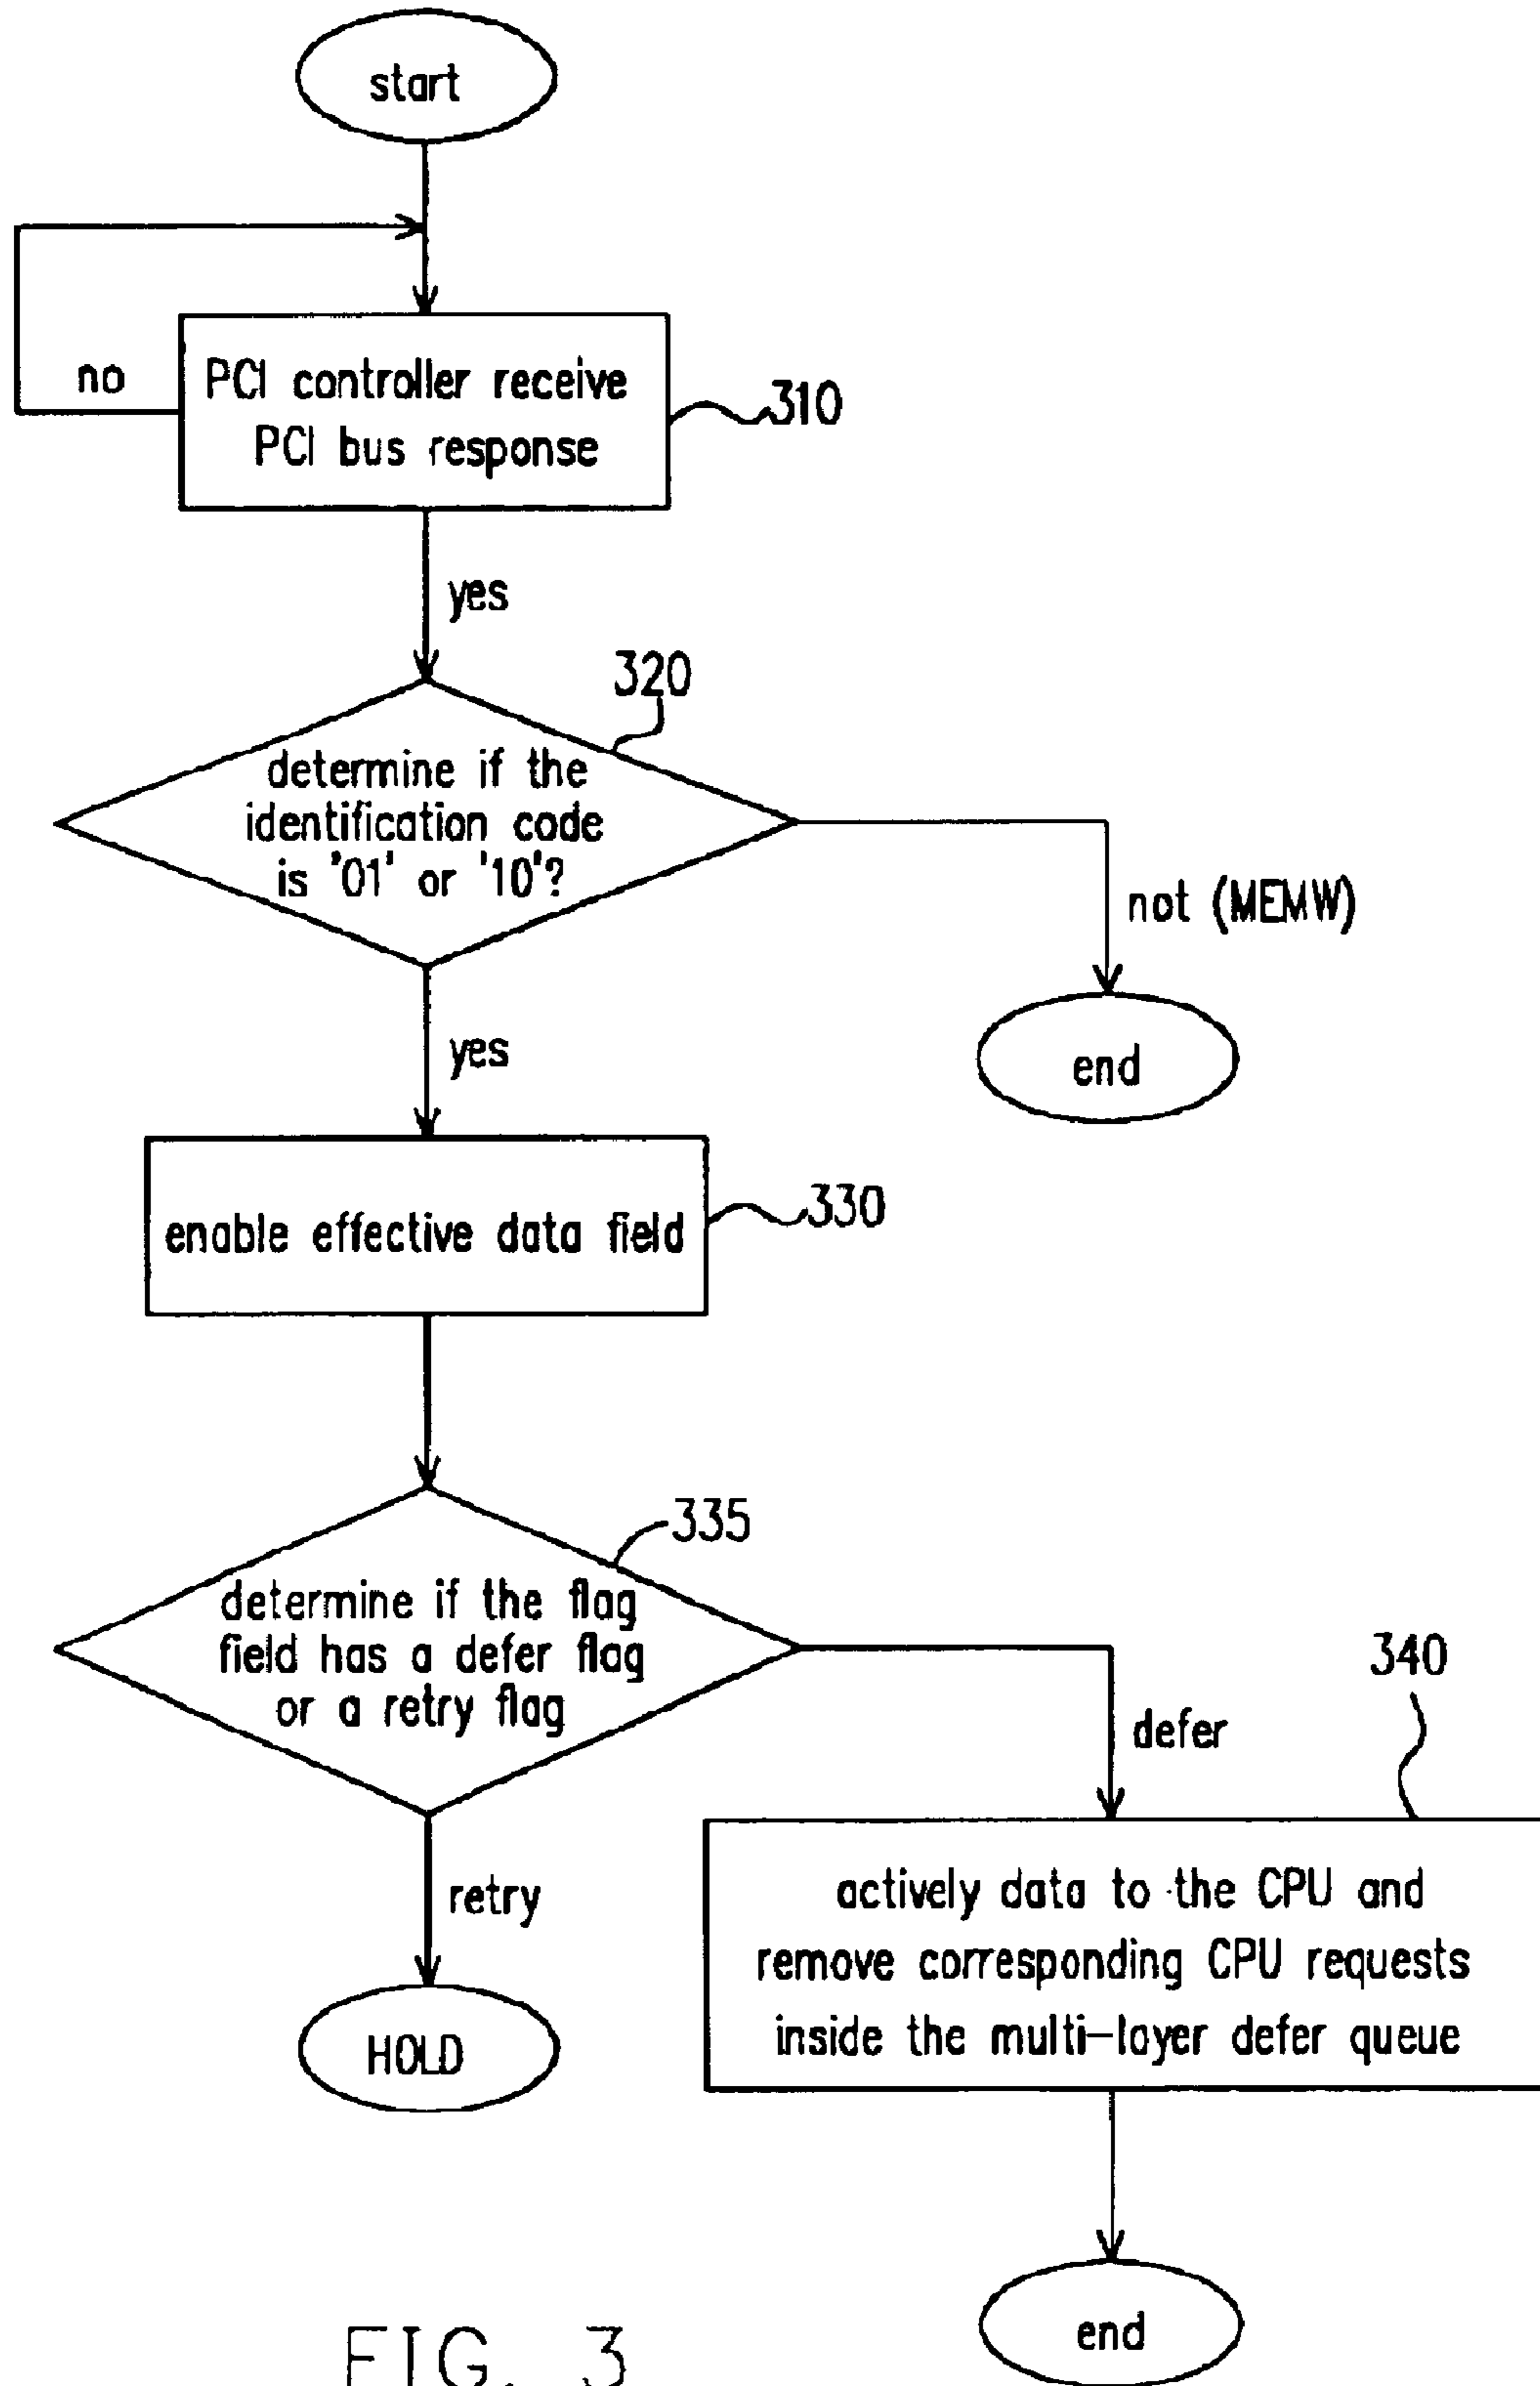 start
no
PCI controller receive
PCI bus response
310
yes
320
determine if the
identification code
is '01' or '10'?
not (MEMW)
end
yes
enable effective data field
330
335
determine if the flag
field has a defer flag
or a retry flag
defer
340
retry
actively data to the CPU and
remove corresponding CPU requests
inside the multi-layer defer queue
HOLD
end
FIG. 3